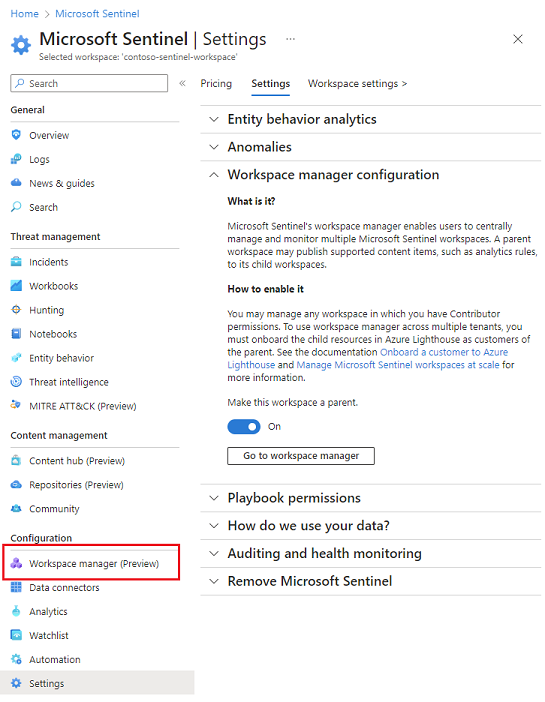 Home > Microsoft Sentinel
Microsoft Sentinel | Settings ...
Selected workspace: 'contoso-sentinel-workspace'
Search
«
General
Overview
Logs
News & guides
Search
Threat management
Incidents
Workbooks
Hunting
Notebooks
Entity behavior
Threat intelligence
MITRE ATT&CK (Preview)
Content management
Content hub (Preview)
Repositories (Preview)
Community
Configuration
Workspace manager (Preview)
Data connectors
Analytics
Watchlist
Automation
Settings
Pricing Settings Workspace settings >
Entity behavior analytics
Anomalies
Workspace manager configuration
What is it?
Microsoft Sentinel's workspace manager enables users to centrally
manage and monitor multiple Microsoft Sentinel workspaces. A parent
workspace may publish supported content items, such as analytics rules,
to its child workspaces.
How to enable it
You may manage any workspace in which you have Contributor
permissions. To use workspace manager across multiple tenants, you
must onboard the child resources in Azure Lighthouse as customers of
the parent. See the documentation Onboard a customer to Azure
Lighthouse and Manage Microsoft Sentinel workspaces at scale for
more information.
Make this workspace a parent.
On
Go to workspace manager
Playbook permissions
How do we use your data?
Auditing and health monitoring
Remove Microsoft Sentinel